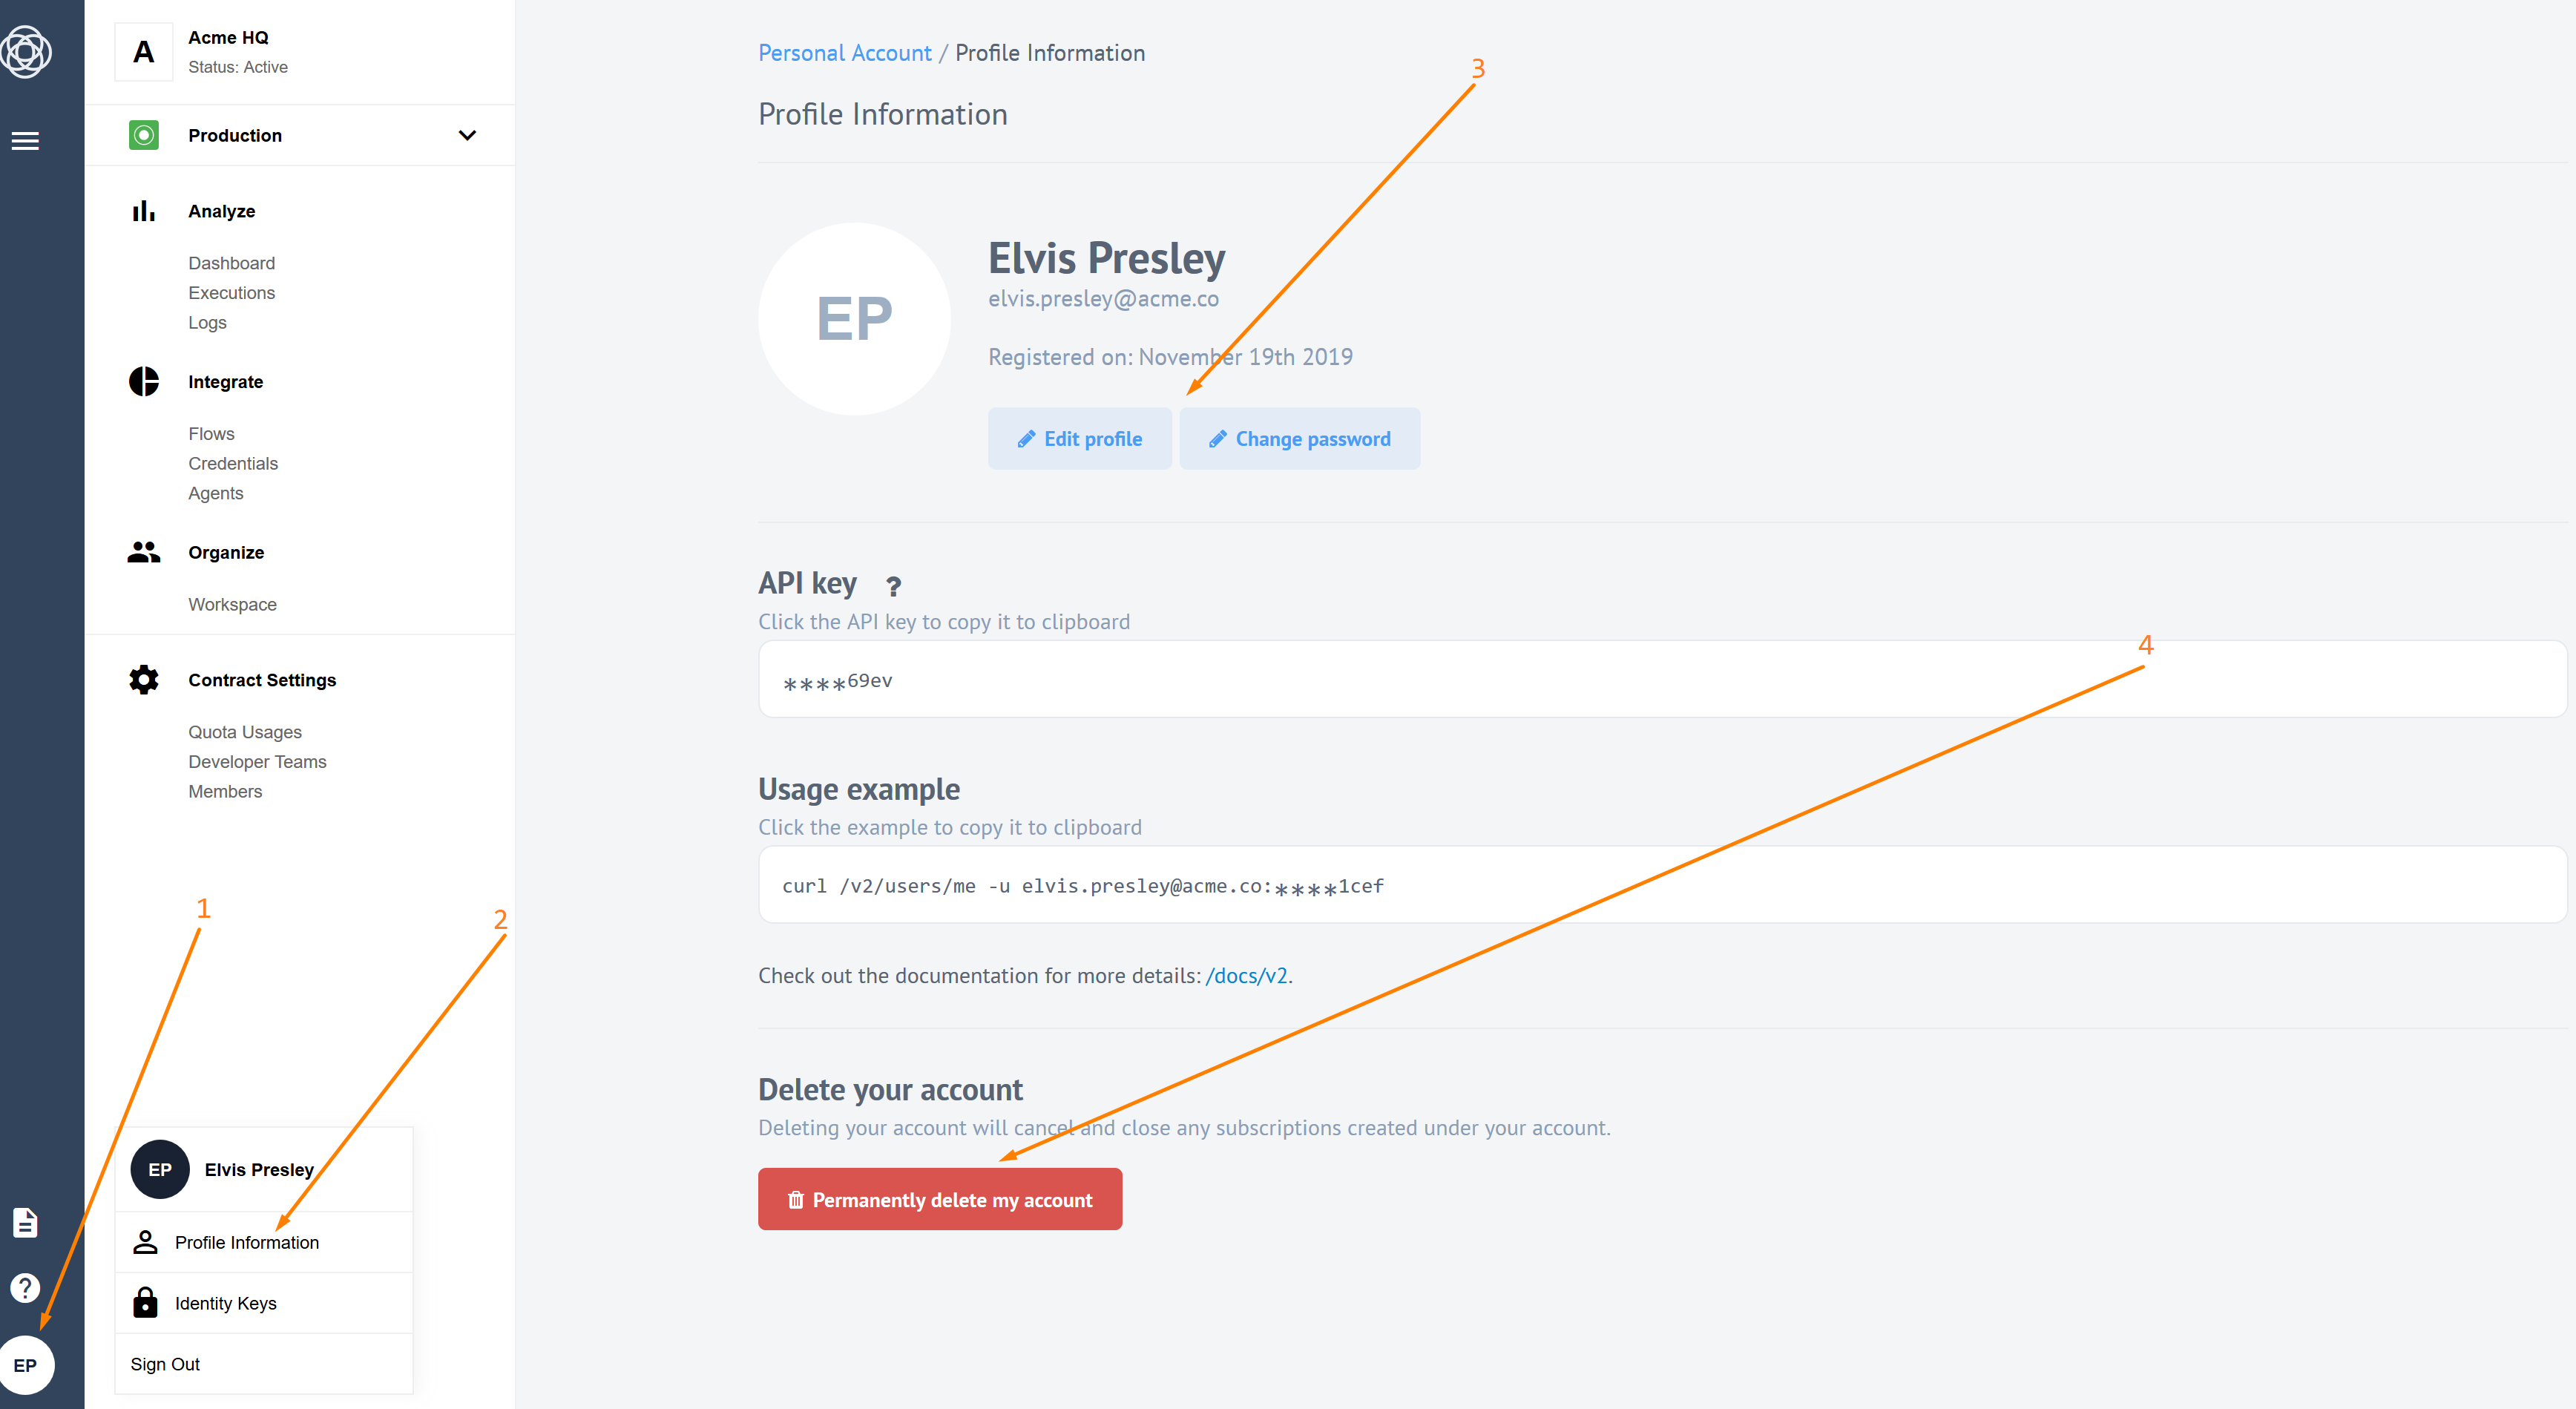 A
Acme HQ
Status: Active
Production
Analyze
Dashboard
Executions
Logs
Integrate
Flows
Credentials
Agents
Organize
Workspace
Contract Settings
Quota Usages
Developer Teams
Members
1
2
EP
Elvis Presley
Profile Information
Identity Keys
Sign Out
?
EP
Personal Account / Profile Information
3
Profile Information
EP
Elvis Presley
elvis.presley@acme.co
Registered on: November 19th 2019
Edit profile
Change password
API key ?
Click the API key to copy it to clipboard
4
****69ev
Usage example
Click the example to copy it to clipboard
curl /v2/users/me -u elvis.presley@acme.co:****1cef
Check out the documentation for more details: /docs/v2.
Delete your account
Deleting your account will cancel and close any subscriptions created under your account.
Permanently delete my account